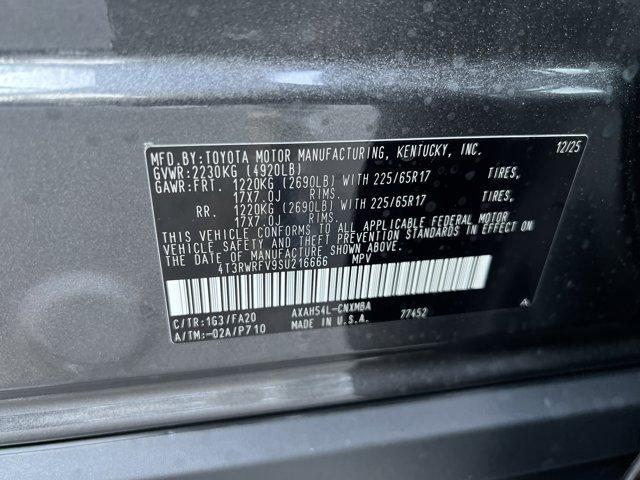 MFD.BY:TOYOTA MOTOR MANUFACTURING, KENTUCKY, INC. 12/25
GVWR:2230KG (4920LB)
GAWR:FRT. 1220KG (2690LB) WITH 225/65R17 TIRES,
17X7.0J RIMS.
RR. 1220KG (2690LB) WITH 225/65R17 TIRES,
17X7.0J RIMS.
THIS VEHICLE CONFORMS TO ALL APPLICABLE FEDERAL MOTOR
VEHICLE SAFETY AND THEFT PREVENTION STANDARDS IN EFFECT
ON THE DATE OF MANUFACTURE SHOWN ABOVE.
4T3RWRFV9SU216666 MPV
C/TR:1G3/FA20 AXAH54L-CNXMBA 77452
A/TM:-02A/P710 MADE IN U.S.A.